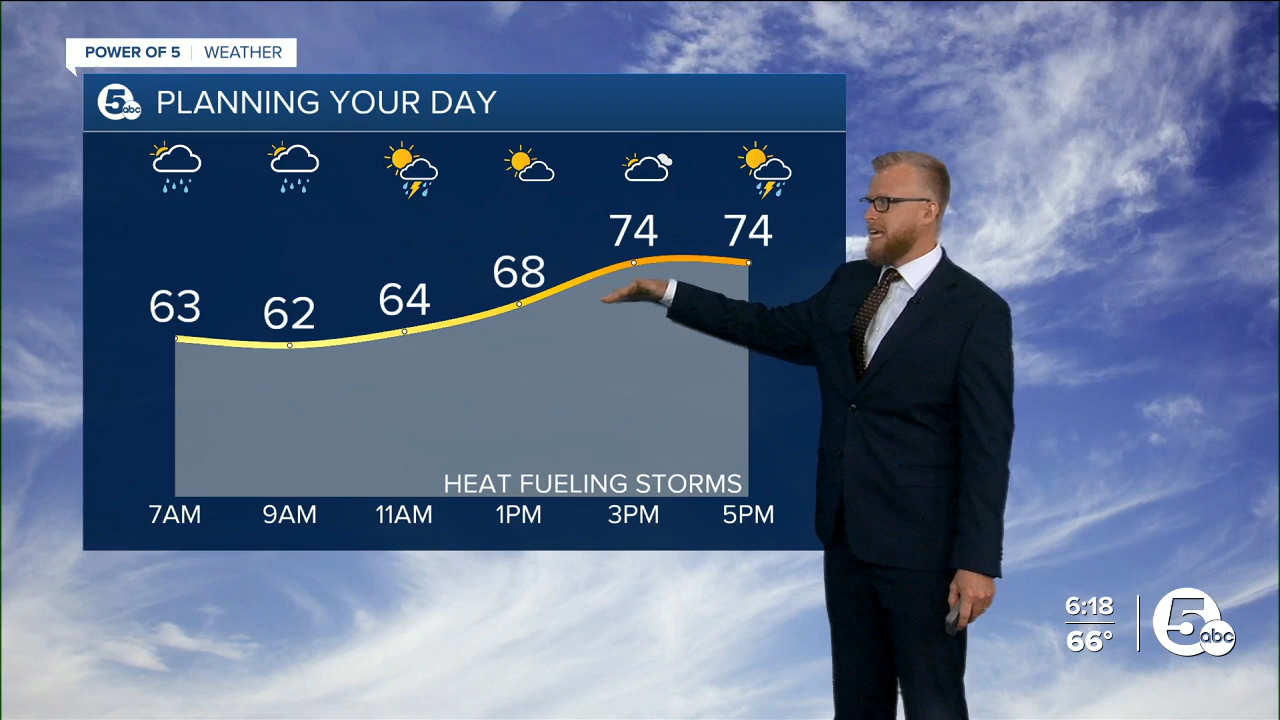 POWER OF 5 | WEATHER
5 abc PLANNING YOUR DAY
63 62 64 68 74 74
HEAT FUELING STORMS
7AM 9AM 11AM 1PM 3PM 5PM
6:18
66°
5 abc